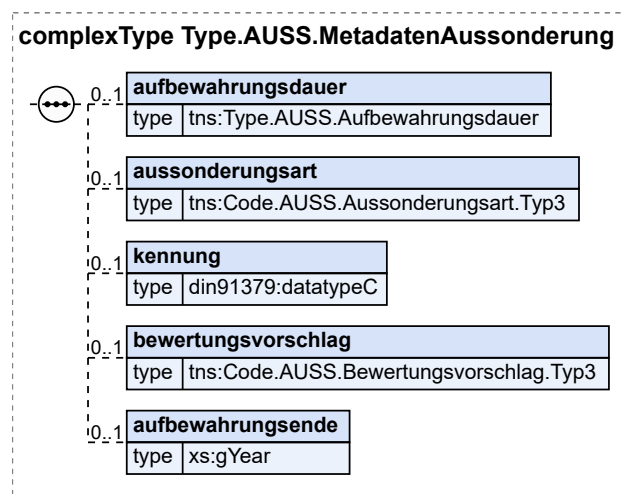 complexType Type.AUSS.MetadatenAussonderung
0..1 aufbewahrungsdauer
type tns:Type.AUSS.Aufbewahrungsdauer
0..1 aussonderungsart
type tns:Code.AUSS.Aussonderungsart.Typ3
0..1 kennung
type din91379:datatypeC
0..1 bewertungsvorschlag
type tns:Code.AUSS.Bewertungsvorschlag.Typ3
0..1 aufbewahrungsende
type xs:gYear